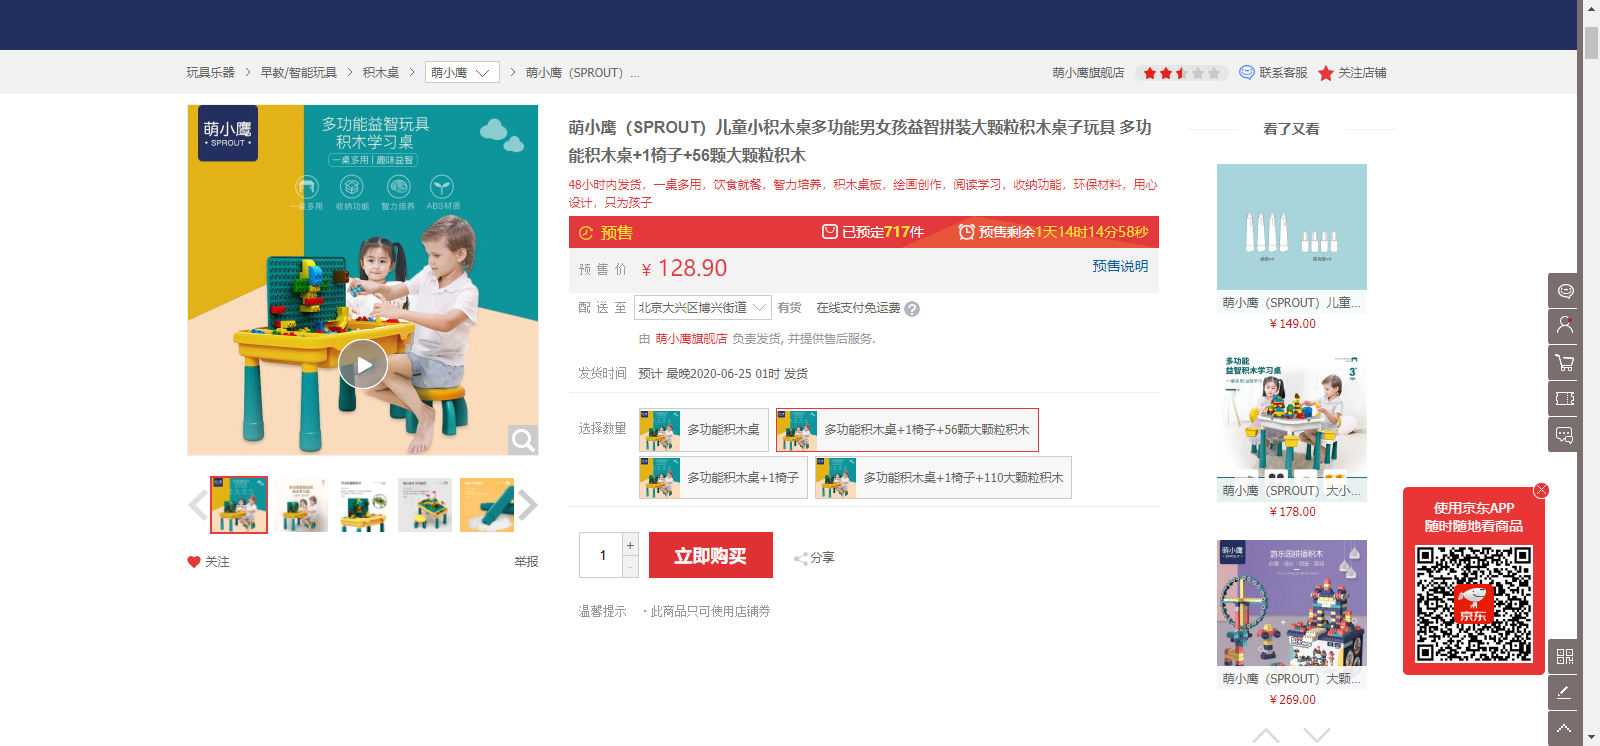 玩具乐器 > 早教/智能玩具 > 积木桌 > 萌小鹰 > 萌小鹰（SPROUT）...
萌小鹰旗舰店 联系客服 关注店铺
萌小鹰
• SPROUT •
多功能益智玩具
积木学习桌
一桌多用 | 趣味益智
一桌多用 收纳功能 智力培养 ABS材质
关注
举报
萌小鹰（SPROUT）儿童小积木桌多功能男女孩益智拼装大颗粒积木桌子玩具 多功
能积木桌+1椅子+56颗大颗粒积木
48小时内发货，一桌多用，饮食就餐，智力培养，积木桌板，绘画创作，阅读学习，收纳功能，环保材料，用心
设计，只为孩子
预售 已预定717件 预售剩余1天14时14分58秒
预售价 ¥ 128.90 预售说明
配送至 北京大兴区博兴街道 有货 在线支付免运费 ?
由 萌小鹰旗舰店 负责发货, 并提供售后服务.
发货时间 预计 最晚2020-06-25 01时 发货
选择数量 多功能积木桌 多功能积木桌+1椅子+56颗大颗粒积木
多功能积木桌+1椅子 多功能积木桌+1椅子+110大颗粒积木
1 + -
立即购买
分享
温馨提示 · 此商品只可使用店铺券
看了又看
萌小鹰（SPROUT）儿童...
¥ 149.00
多功能
益智积木学习桌
萌小鹰（SPROUT）大小...
¥ 178.00
萌小鹰
• SPROUT •
游乐园拼插积木
萌小鹰（SPROUT）大颗...
¥ 269.00
使用京东APP
随时随地看商品
京东